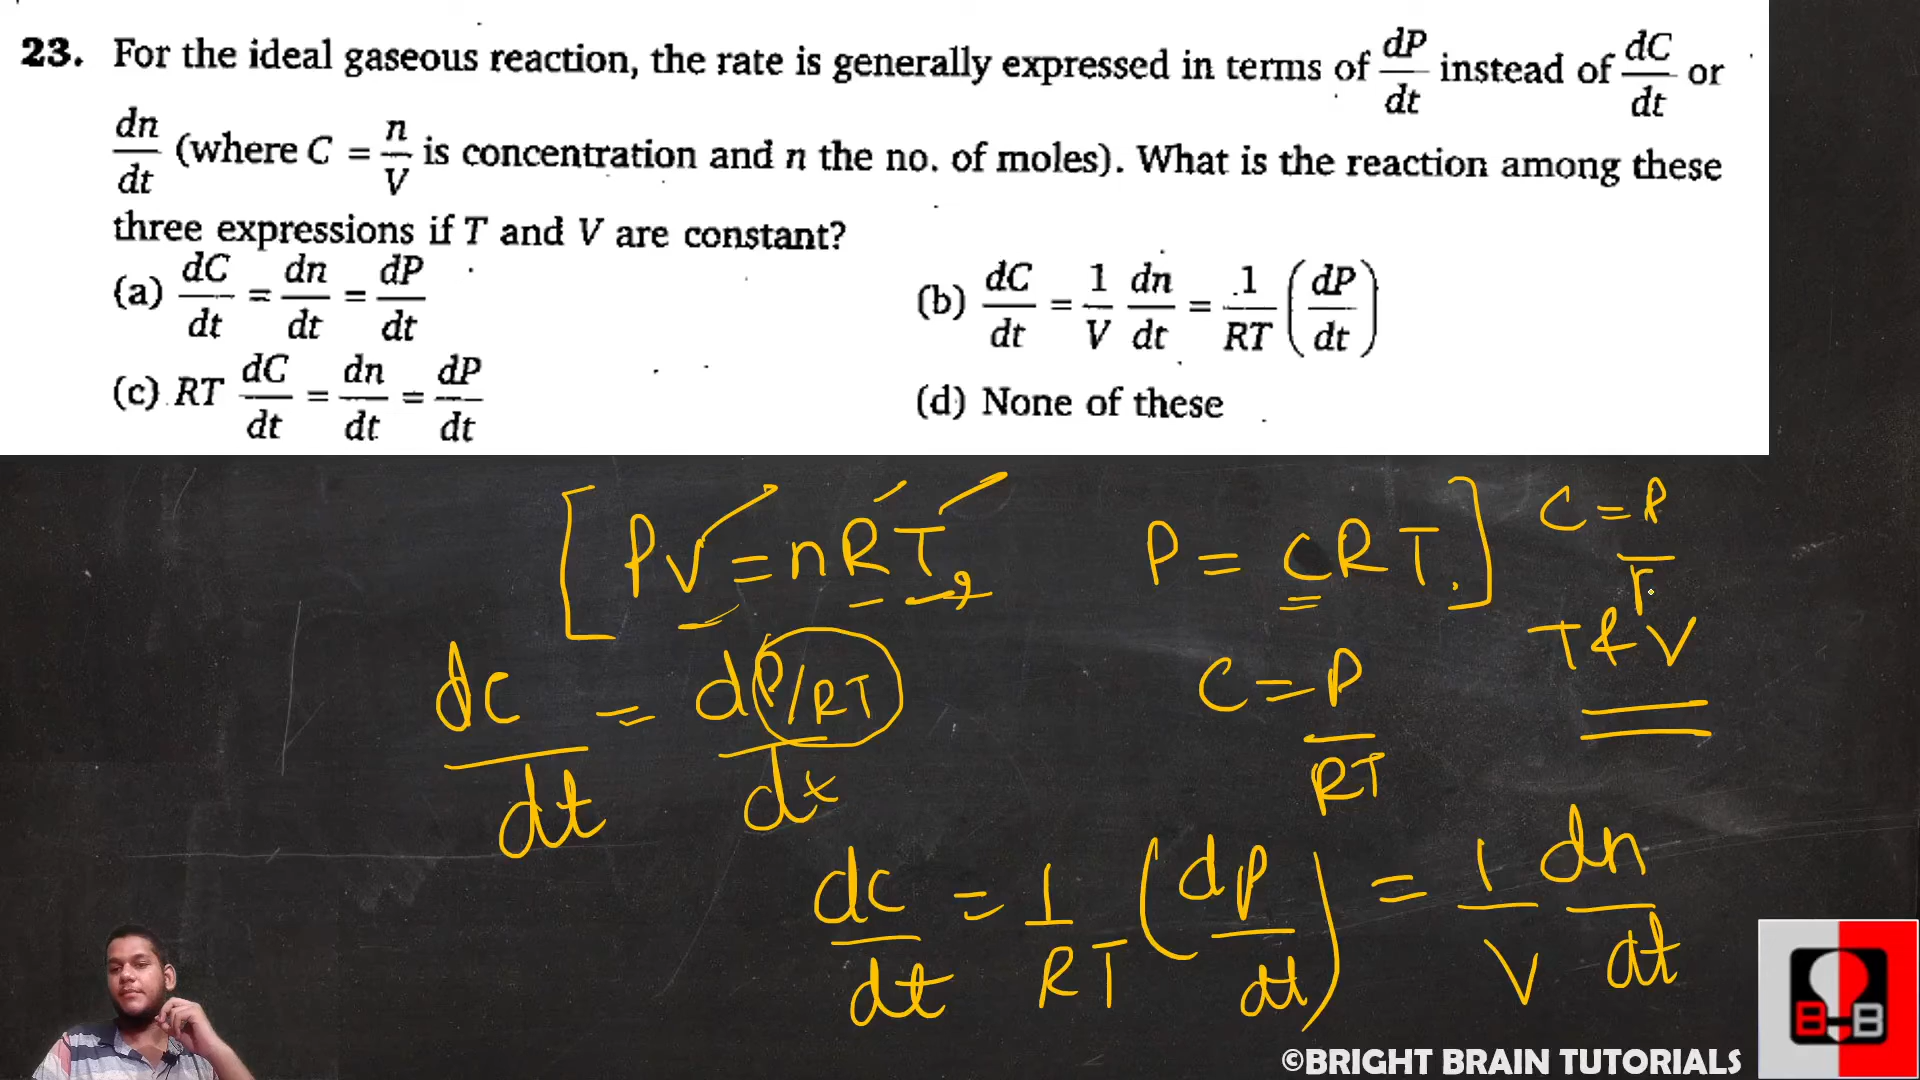 23. For the ideal gaseous reaction, the rate is generally expressed in terms of dP/dt instead of dC/dt or
dn/dt (where C = n/V is concentration and n the no. of moles). What is the reaction among these
three expressions if T and V are constant?
(a) dC/dt = dn/dt = dP/dt
(b) dC/dt = 1/V dn/dt = 1/RT (dP/dt)
(c) RT dC/dt = dn/dt = dP/dt
(d) None of these
[PV = nRT, P = CRT.]
C = P/r
T & V
dc/dt = d P/RT/dt
C = P/RT
dc/dt = 1/RT (dp/dt) = 1/V dn/dt
B B
©BRIGHT BRAIN TUTORIALS